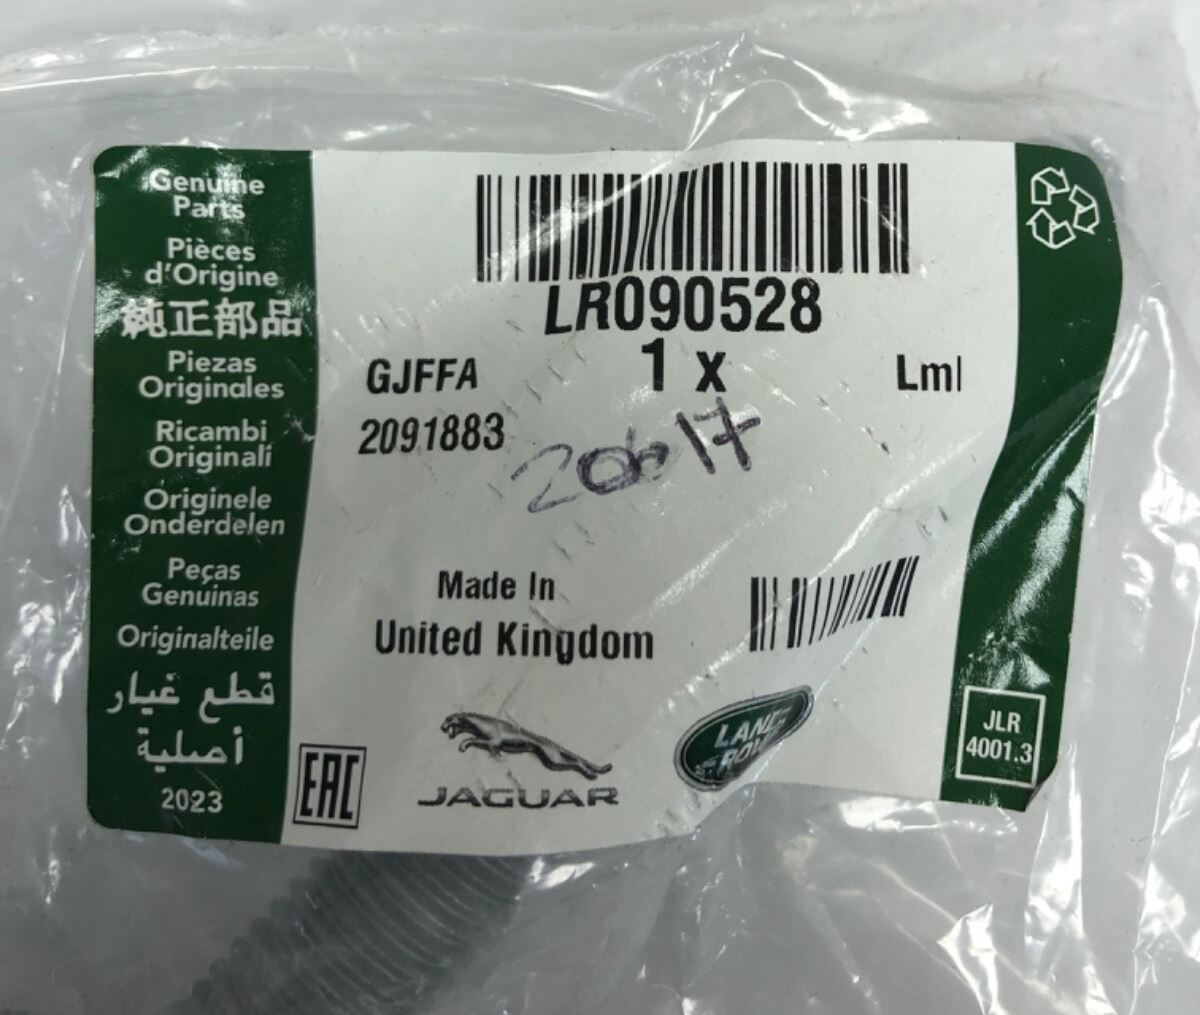 Genuine
Parts
Pièces
d'Origine
純正部品
Piezas
Originales
Ricambi
Originali
Originele
Onderdelen
Peças
Genuinas
Originalteile
قطع غيار
أصلية
2023
LR090528
GJFFA
1 x
Lml
2091883
Made In
United Kingdom
EAC
JAGUAR
LAND-
ROVER
JLR
4001.3